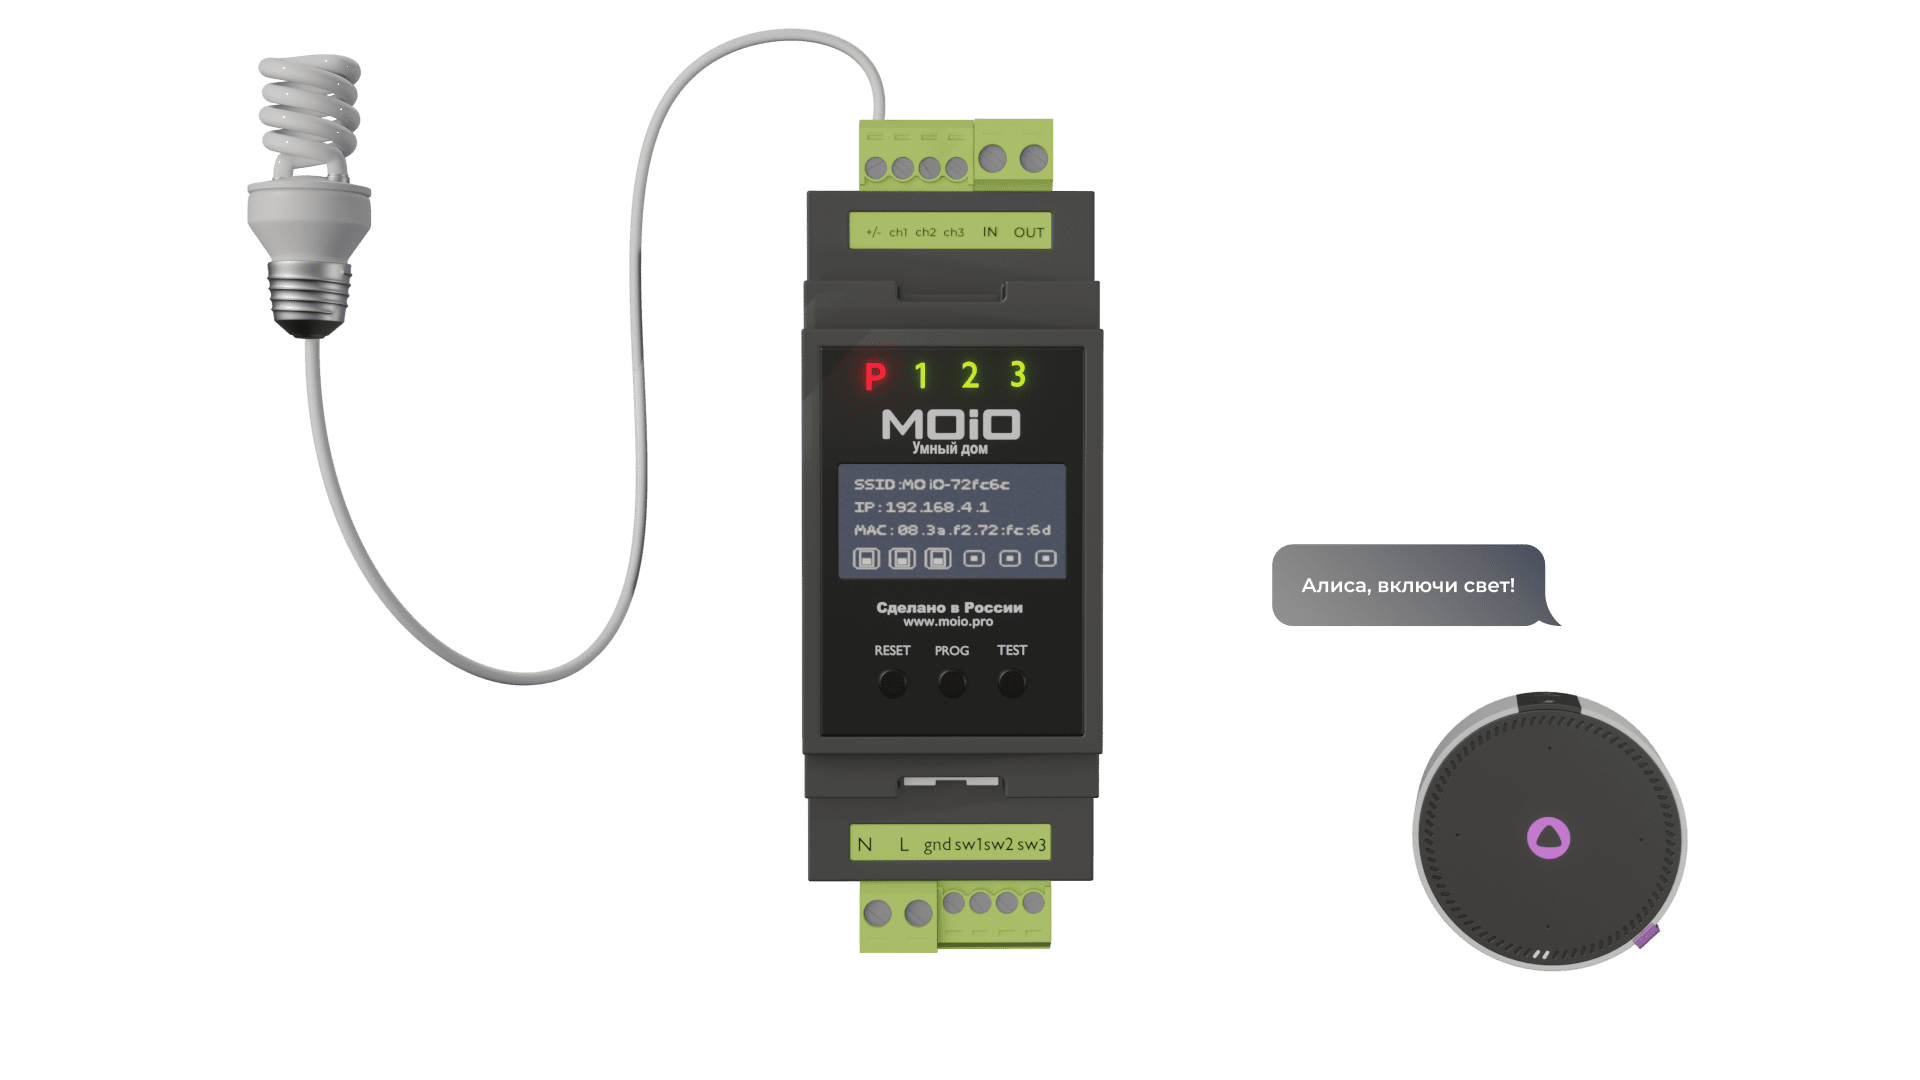 +/- ch1 ch2 ch3 IN OUT
P 1 2 3
MOiO
Умный дом
SSID:MOiO-72fc6c
IP:192.168.4.1
MAC:08.3a.f2.72:fc:6d
Сделано в России
www.moio.pro
RESET PROG TEST
N L gnd sw1 sw2 sw3
Алиса, включи свет!